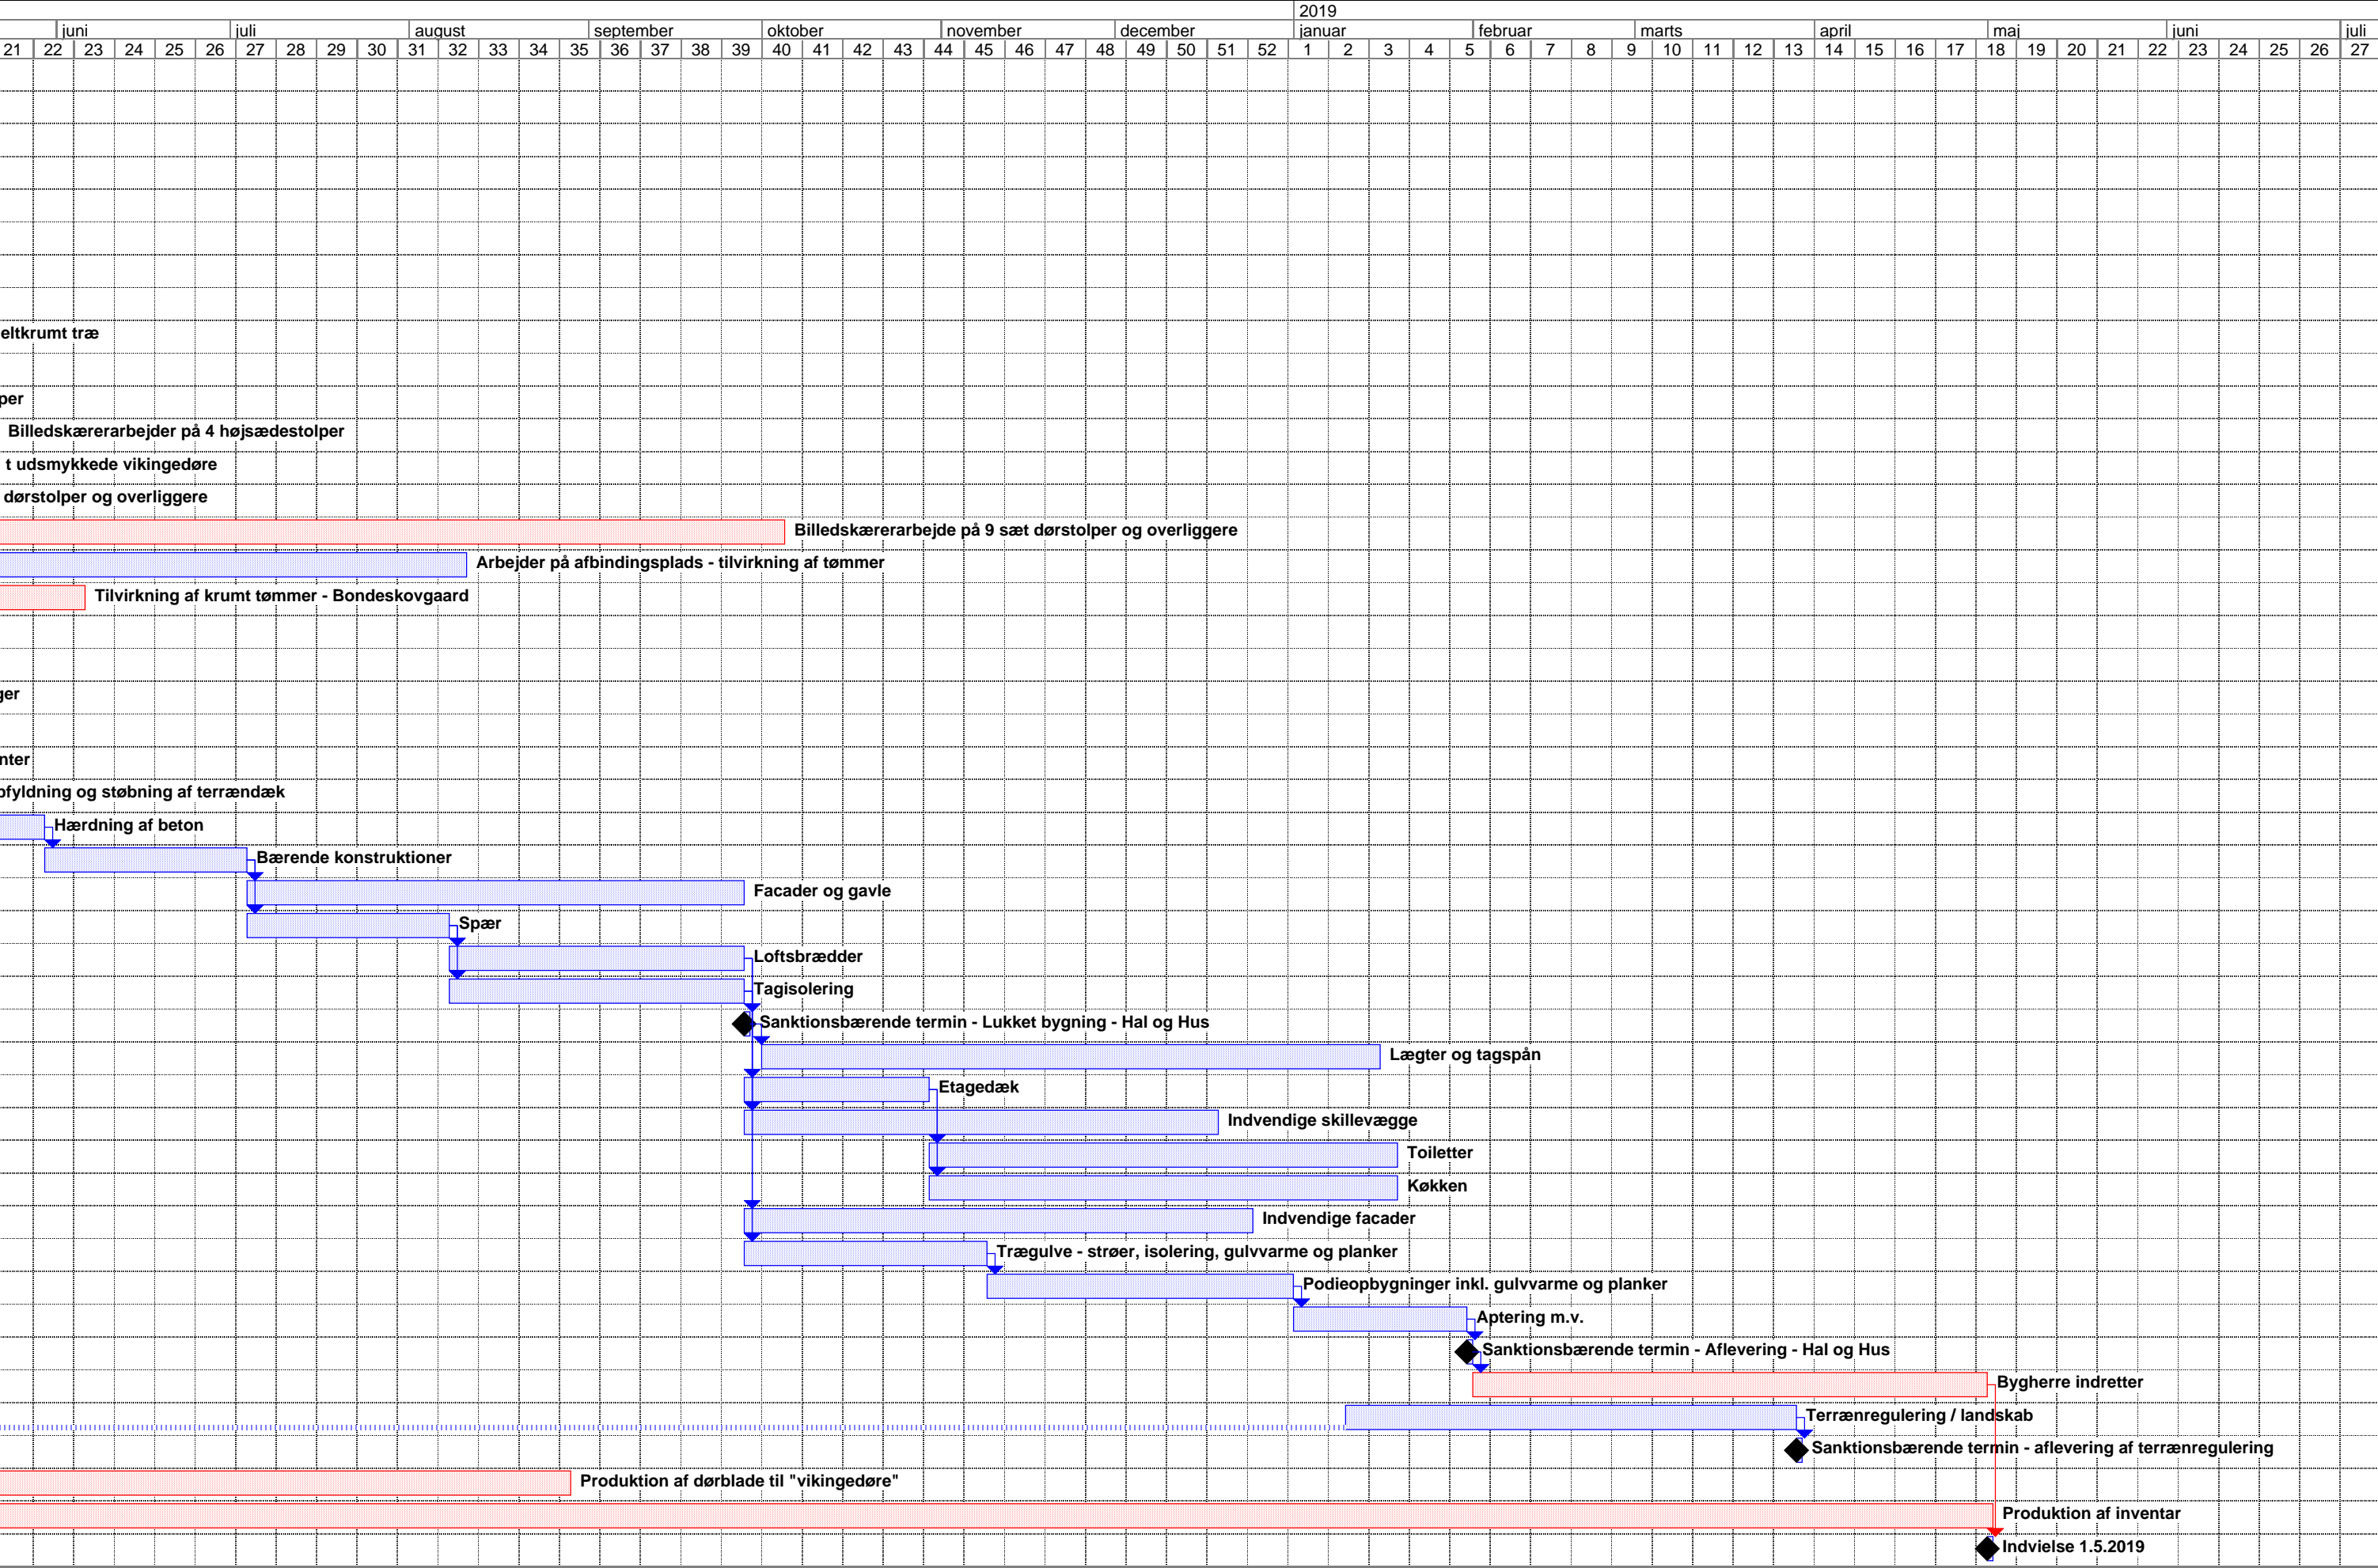 2019
juni juli august september oktober november december januar februar marts april maj juni juli
21 22 23 24 25 26 27 28 29 30 31 32 33 34 35 36 37 38 39 40 41 42 43 44 45 46 47 48 49 50 51 52 1 2 3 4 5 6 7 8 9 10 11 12 13 14 15 16 17 18 19 20 21 22 23 24 25 26 27
eltkrumt træ
per
Billedskærerarbejder på 4 højsædestolper
t udsmykkede vikingedøre
dørstolper og overliggere
Billedskærerarbejde på 9 sæt dørstolper og overliggere
Arbejder på afbindingsplads - tilvirkning af tømmer
Tilvirkning af krumt tømmer - Bondeskovgaard
ger
nter
pfyldning og støbning af terrændæk
Hærdning af beton
Bærende konstruktioner
Facader og gavle
Spær
Loftsbrædder
Tagisolering
Sanktionsbærende termin - Lukket bygning - Hal og Hus
Lægter og tagspån
Etagedæk
Indvendige skillevægge
Toiletter
Køkken
Indvendige facader
Trægulve - strøer, isolering, gulvvarme og planker
Podieopbygninger inkl. gulvvarme og planker
Aptering m.v.
Sanktionsbærende termin - Aflevering - Hal og Hus
Bygherre indretter
Terrænregulering / landskab
Sanktionsbærende termin - aflevering af terrænregulering
Produktion af dørblade til "vikingedøre"
Produktion af inventar
Indvielse 1.5.2019